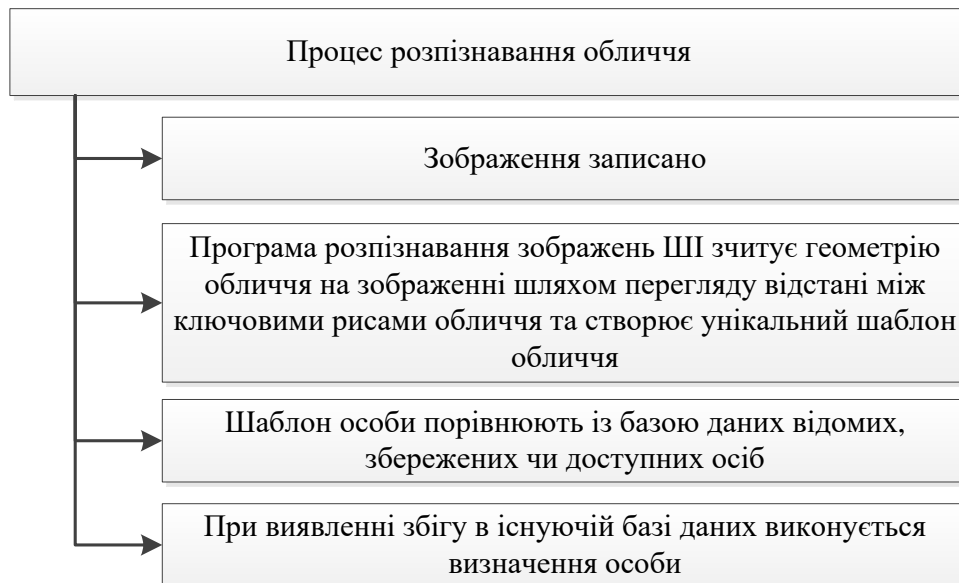 Процес розпізнавання обличчя
Зображення записано
Програма розпізнавання зображень ШІ зчитує геометрію
обличчя на зображенні шляхом перегляду відстані між
ключовими рисами обличчя та створює унікальний шаблон
обличчя
Шаблон особи порівнюють із базою даних відомих,
збережених чи доступних осіб
При виявленні збігу в існуючій базі даних виконується
визначення особи